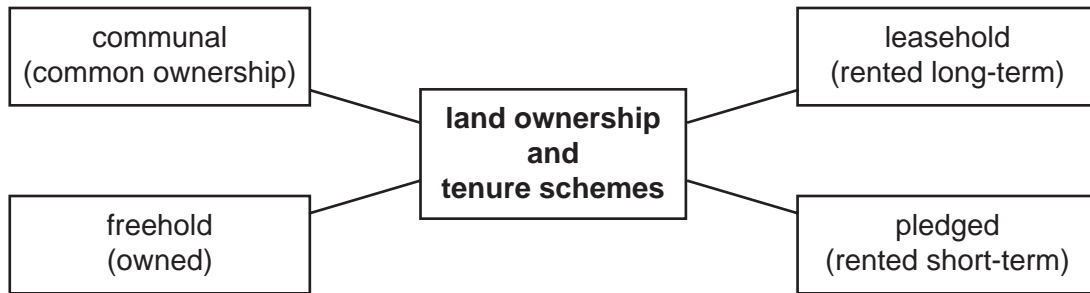 communal
(common ownership)
leasehold
(rented long-term)
land ownership
and
tenure schemes
freehold
(owned)
pledged
(rented short-term)